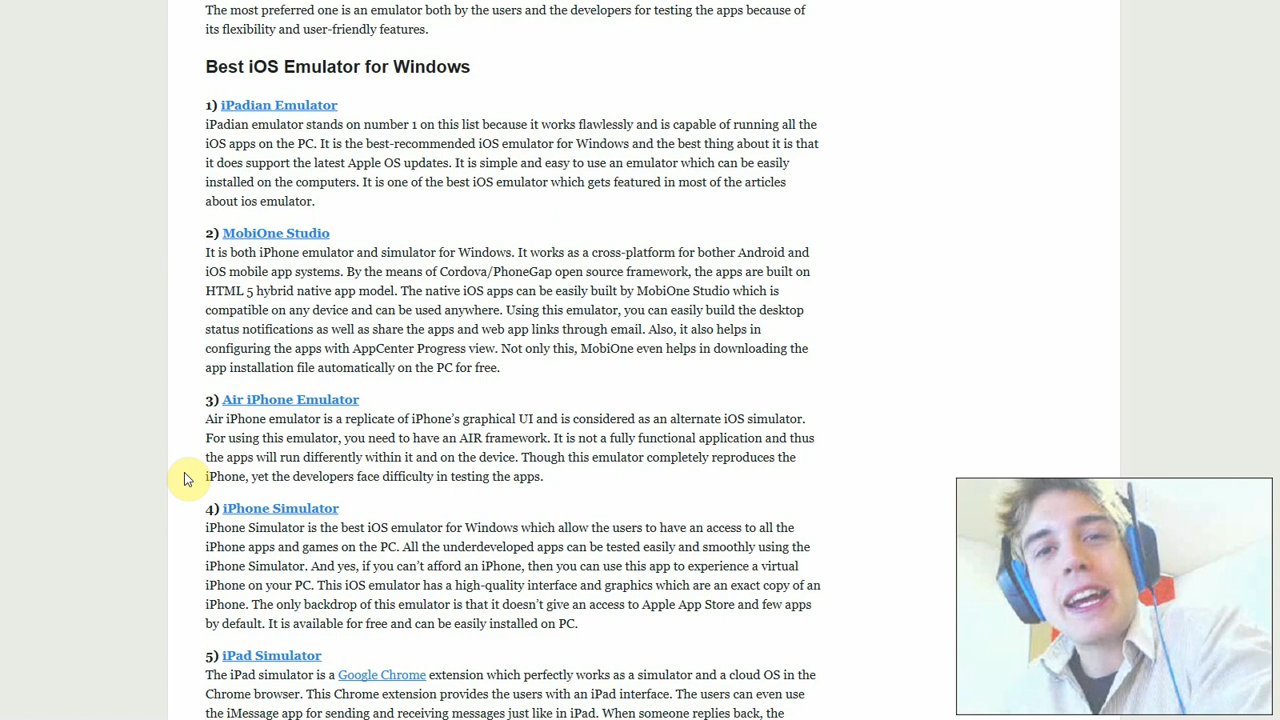 The most preferred one is an emulator both by the users and the developers for testing the apps because of
its flexibility and user-friendly features.
Best iOS Emulator for Windows
1) iPadian Emulator
iPadian emulator stands on number 1 on this list because it works flawlessly and is capable of running all the
iOS apps on the PC. It is the best-recommended iOS emulator for Windows and the best thing about it is that
it does support the latest Apple OS updates. It is simple and easy to use an emulator which can be easily
installed on the computers. It is one of the best iOS emulator which gets featured in most of the articles
about ios emulator.
2) MobiOne Studio
It is both iPhone emulator and simulator for Windows. It works as a cross-platform for bother Android and
iOS mobile app systems. By the means of Cordova/PhoneGap open source framework, the apps are built on
HTML 5 hybrid native app model. The native iOS apps can be easily built by MobiOne Studio which is
compatible on any device and can be used anywhere. Using this emulator, you can easily build the desktop
status notifications as well as share the apps and web app links through email. Also, it also helps in
configuring the apps with AppCenter Progress view. Not only this, MobiOne even helps in downloading the
app installation file automatically on the PC for free.
3) Air iPhone Emulator
Air iPhone emulator is a replicate of iPhone’s graphical UI and is considered as an alternate iOS simulator.
For using this emulator, you need to have an AIR framework. It is not a fully functional application and thus
the apps will run differently within it and on the device. Though this emulator completely reproduces the
iPhone, yet the developers face difficulty in testing the apps.
4) iPhone Simulator
iPhone Simulator is the best iOS emulator for Windows which allow the users to have an access to all the
iPhone apps and games on the PC. All the underdeveloped apps can be tested easily and smoothly using the
iPhone Simulator. And yes, if you can’t afford an iPhone, then you can use this app to experience a virtual
iPhone on your PC. This iOS emulator has a high-quality interface and graphics which are an exact copy of an
iPhone. The only backdrop of this emulator is that it doesn’t give an access to Apple App Store and few apps
by default. It is available for free and can be easily installed on PC.
5) iPad Simulator
The iPad simulator is a Google Chrome extension which perfectly works as a simulator and a cloud OS in the
Chrome browser. This Chrome extension provides the users with an iPad interface. The users can even use
the iMessage app for sending and receiving messages just like in iPad. When someone replies back, the